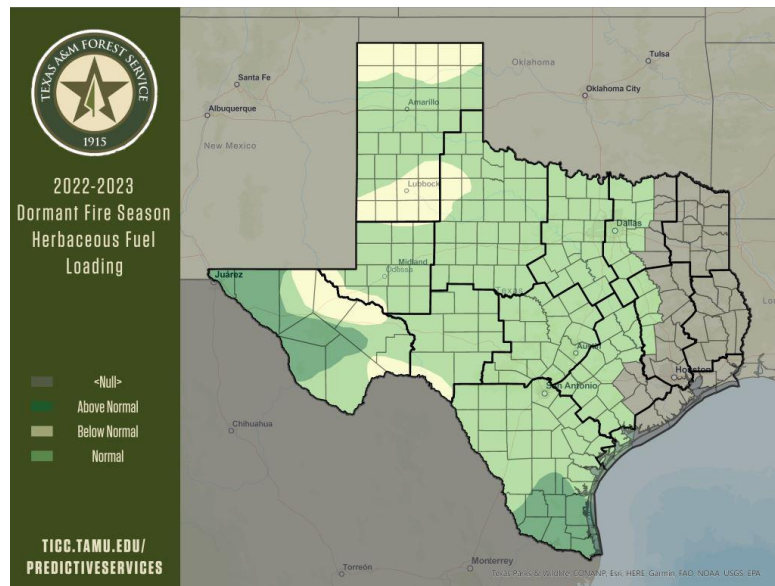 TEXAS A&M FOREST SERVICE
1915
2022-2023
Dormant Fire Season
Herbaceous Fuel
Loading
<Null>
Above Normal
Below Normal
Normal
TICC.TAMU.EDU/
PREDICTIVESERVICES
Santa Fe
Albuquerque
New Mexico
Oklahoma
Tulsa
Oklahoma City
Amarillo
Lubbock
Dallas
Midland
Odessa
Juárez
Texas
Houston
San Antonio
Chihuahua
Torreón
Monterrey
Texas Parks & Wildlife, CONANP, Esri, HERE, Garmin, FAO, NOAA, USGS, EPA